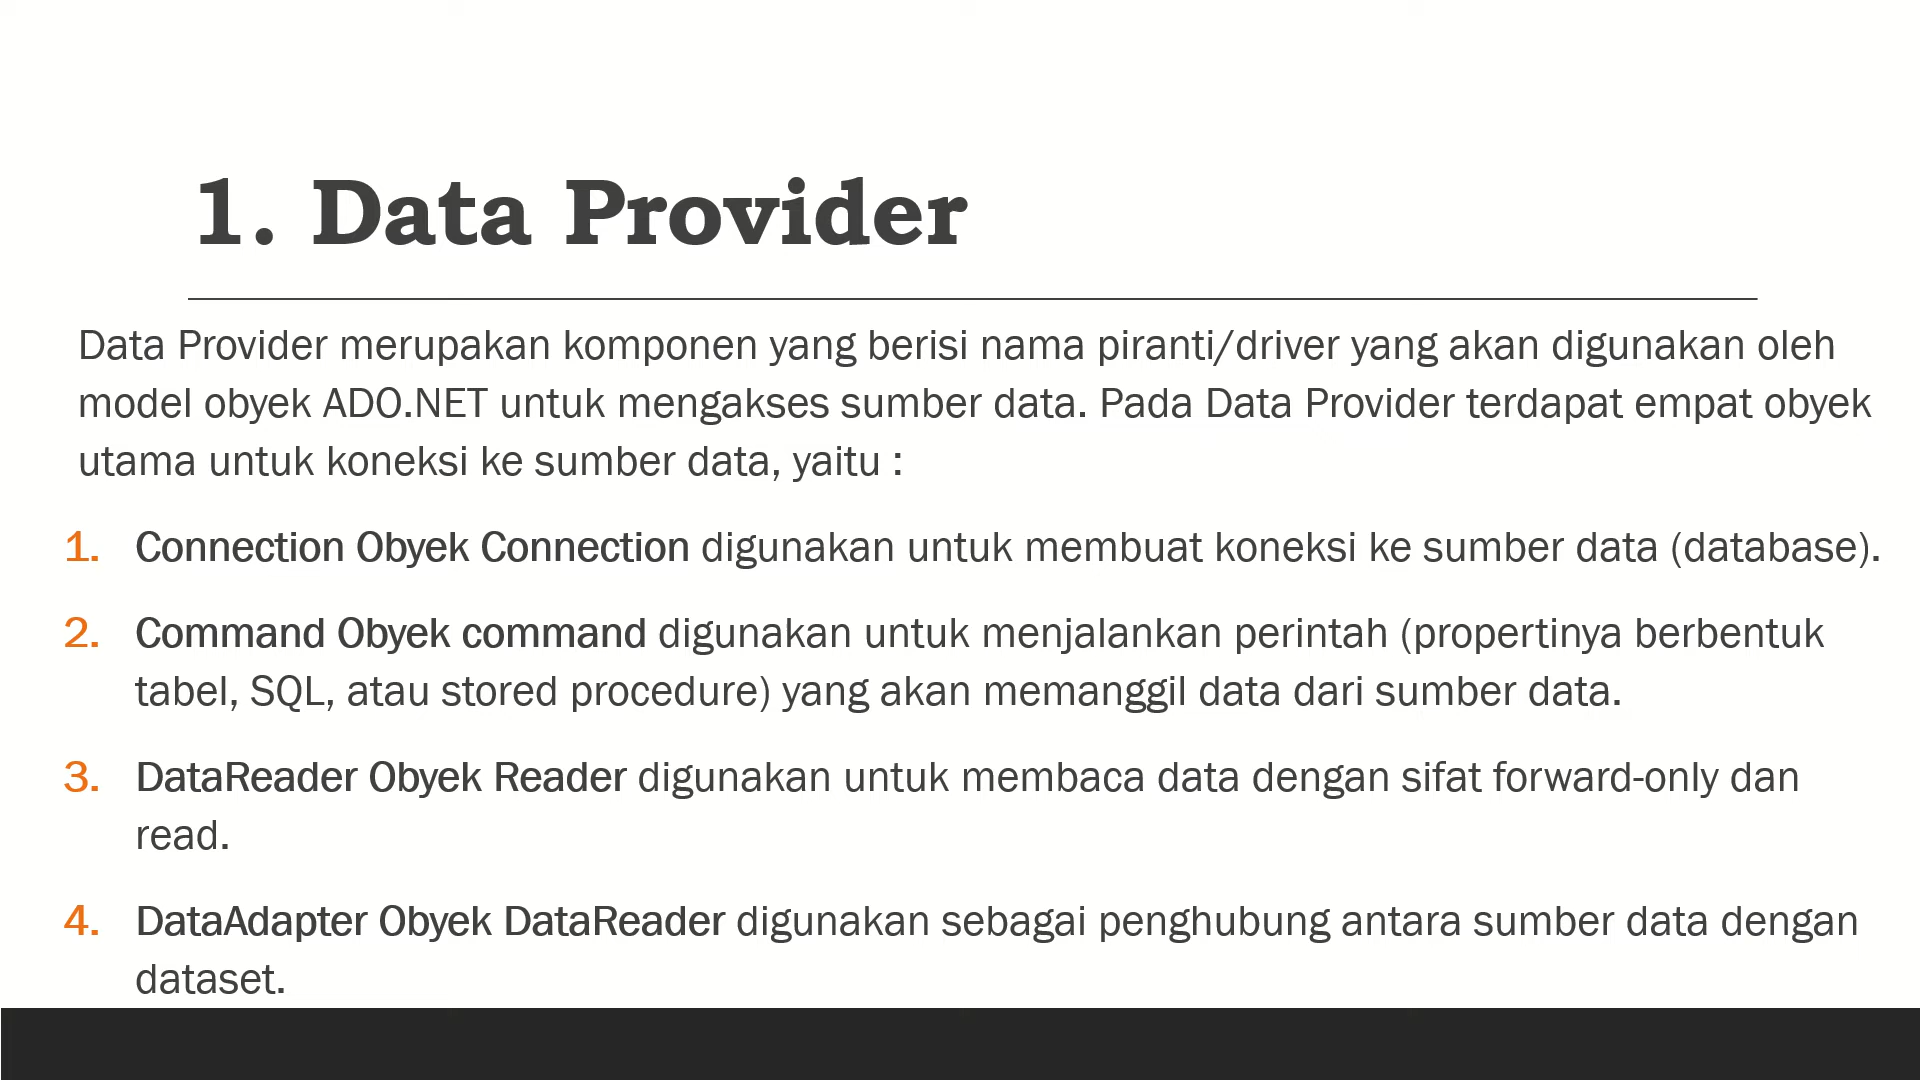 1. Data Provider
Data Provider merupakan komponen yang berisi nama piranti/driver yang akan digunakan oleh
model obyek ADO.NET untuk mengakses sumber data. Pada Data Provider terdapat empat obyek
utama untuk koneksi ke sumber data, yaitu :
1. Connection Obyek Connection digunakan untuk membuat koneksi ke sumber data (database).
2. Command Obyek command digunakan untuk menjalankan perintah (propertinya berbentuk
tabel, SQL, atau stored procedure) yang akan memanggil data dari sumber data.
3. DataReader Obyek Reader digunakan untuk membaca data dengan sifat forward-only dan
read.
4. DataAdapter Obyek DataReader digunakan sebagai penghubung antara sumber data dengan
dataset.